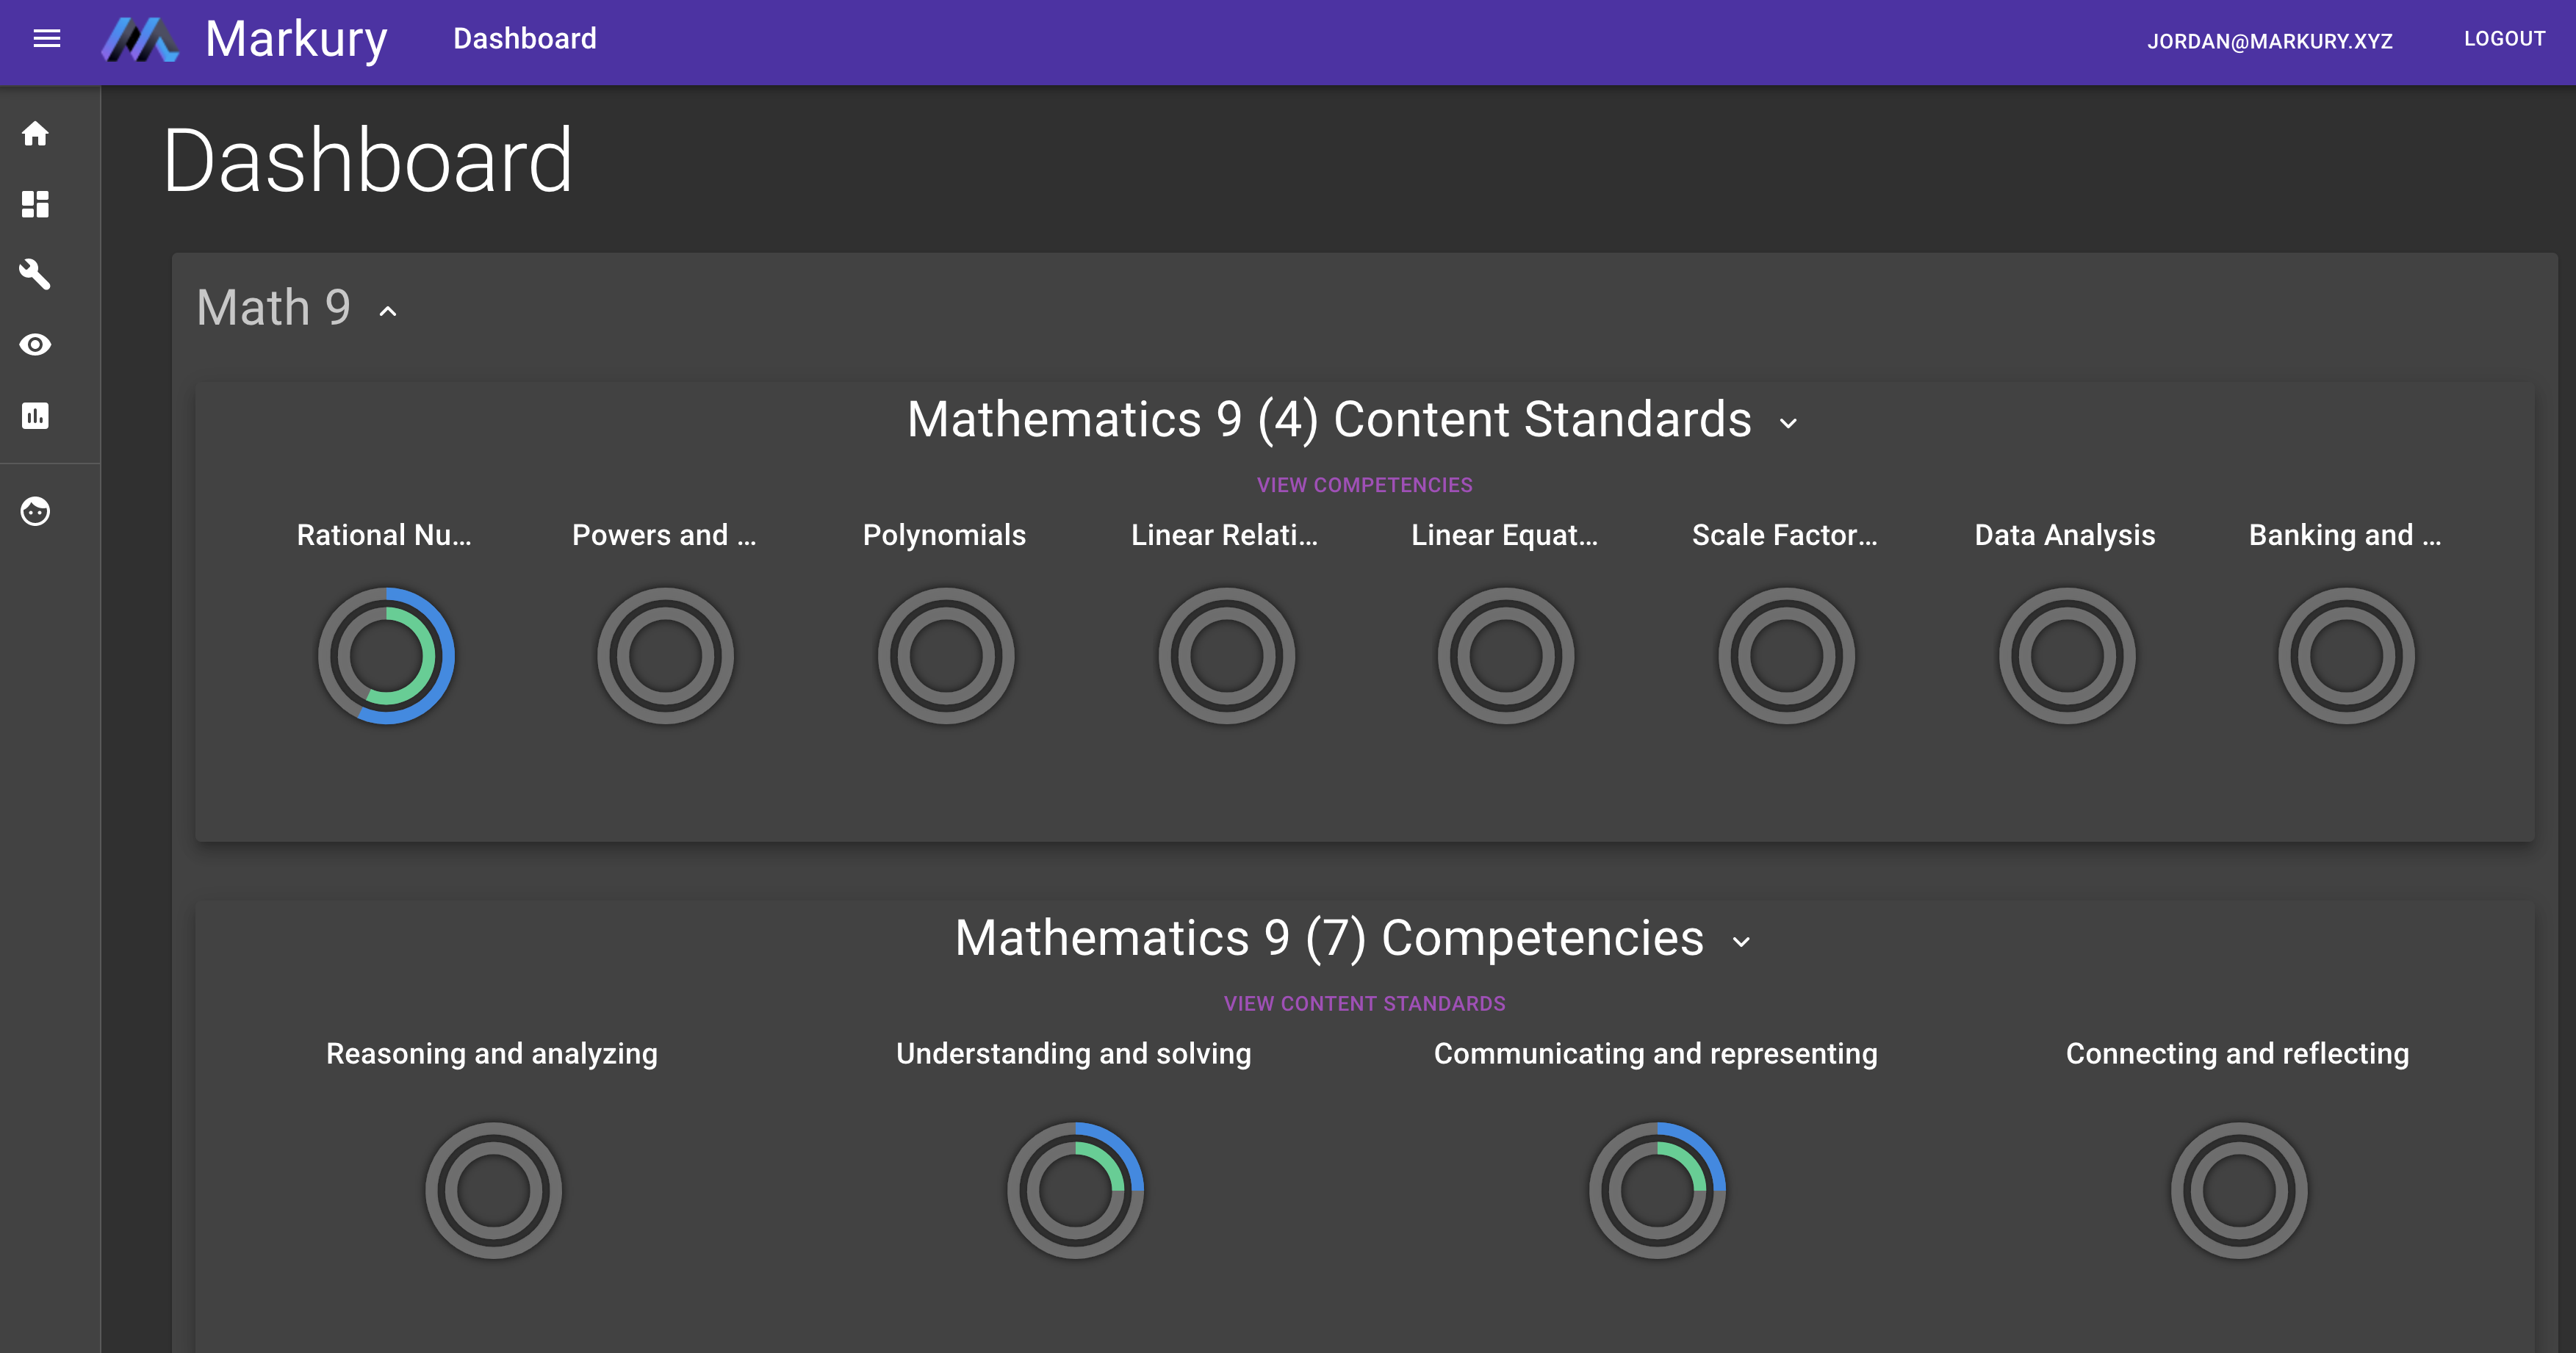 Markury Dashboard JORDAN@MARKURY.XYZ LOGOUT
Dashboard
Math 9
Mathematics 9 (4) Content Standards
VIEW COMPETENCIES
Rational Nu... Powers and ... Polynomials Linear Relati... Linear Equat... Scale Factor... Data Analysis Banking and ...
Mathematics 9 (7) Competencies
VIEW CONTENT STANDARDS
Reasoning and analyzing Understanding and solving Communicating and representing Connecting and reflecting